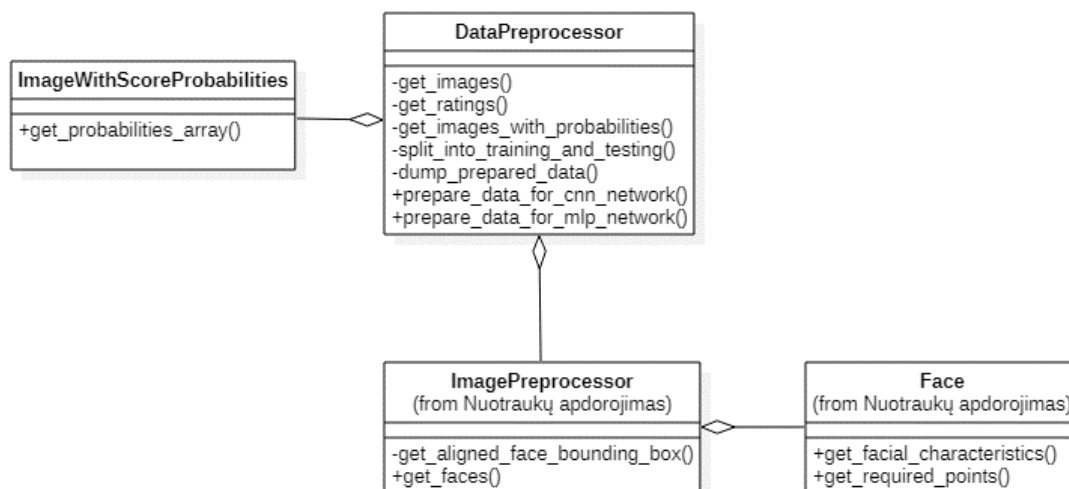 DataPreprocessor
-get_images()
-get_ratings()
-get_images_with_probabilities()
-split_into_training_and_testing()
-dump_prepared_data()
+prepare_data_for_cnn_network()
+prepare_data_for_mlp_network()
ImageWithScoreProbabilities
+get_probabilities_array()
ImagePreprocessor
(from Nuotraukų apdorojimas)
-get_aligned_face_bounding_box()
+get_faces()
Face
(from Nuotraukų apdorojimas)
+get_facial_characteristics()
+get_required_points()